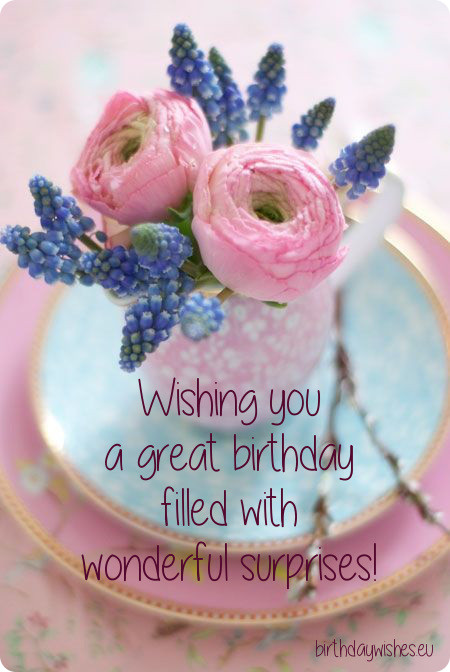 Wishing you
a great birthday
filled with
wonderful surprises!
birthdaywishes.eu